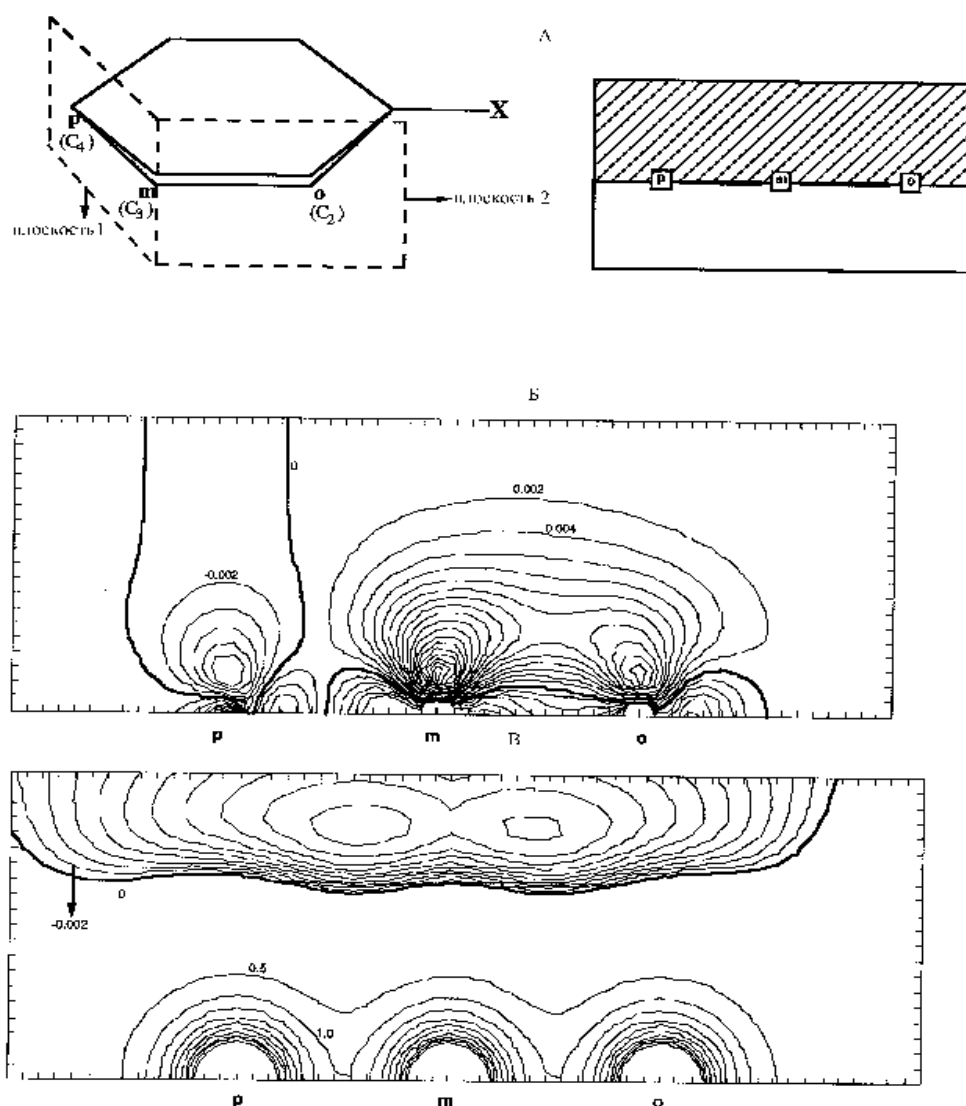 А
X
p
(C₄)
m
(C₃)
o
(C₂)
плоскость 1
плоскость 2
p
m
o
Б
0
-0.002
0.002
0.004
p
m
o
В
0
-0.002
0.5
1.0
p
m
o